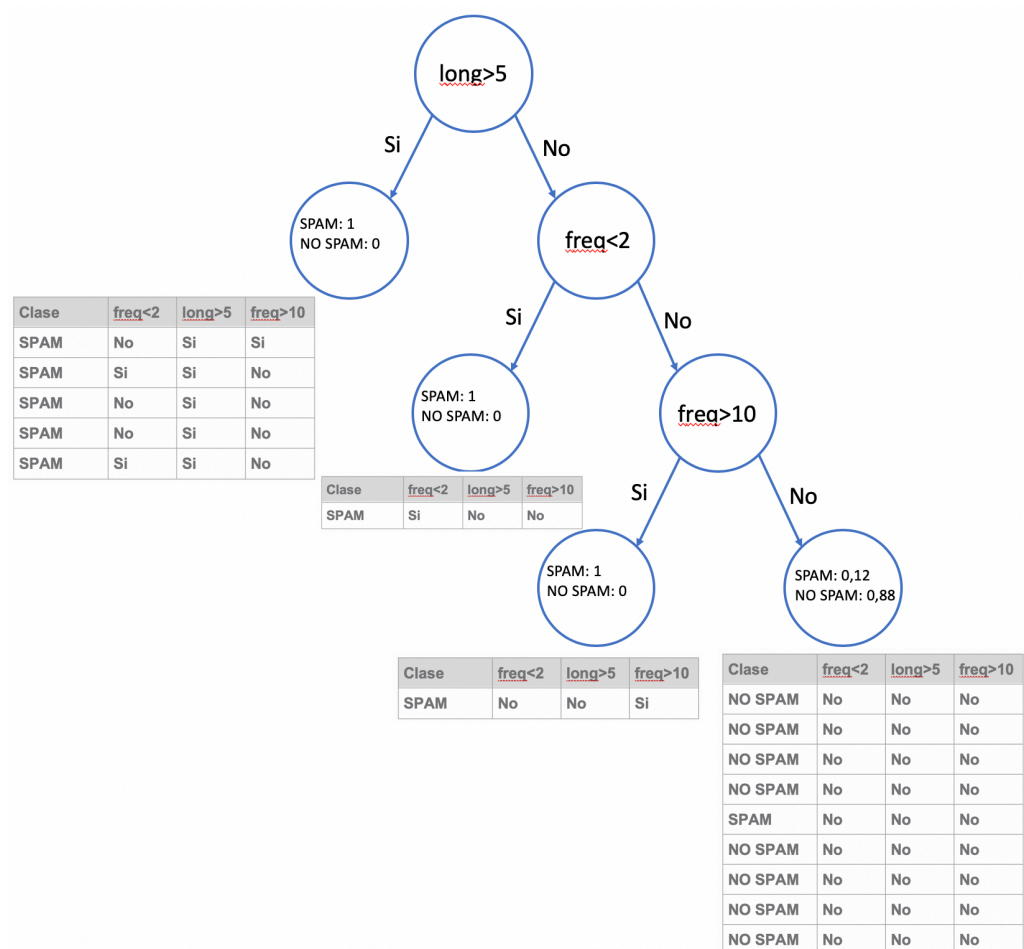 long>5
Si
No
SPAM: 1
NO SPAM: 0
freq<2
Clase freq<2 long>5 freq>10
SPAM No Si Si
SPAM Si Si No
SPAM No Si No
SPAM No Si No
SPAM Si Si No
Si
No
SPAM: 1
NO SPAM: 0
freq>10
Clase freq<2 long>5 freq>10
SPAM Si No No
Si
No
SPAM: 1
NO SPAM: 0
SPAM: 0,12
NO SPAM: 0,88
Clase freq<2 long>5 freq>10
SPAM No No Si
Clase freq<2 long>5 freq>10
NO SPAM No No No
NO SPAM No No No
NO SPAM No No No
NO SPAM No No No
SPAM No No No
NO SPAM No No No
NO SPAM No No No
NO SPAM No No No
NO SPAM No No No